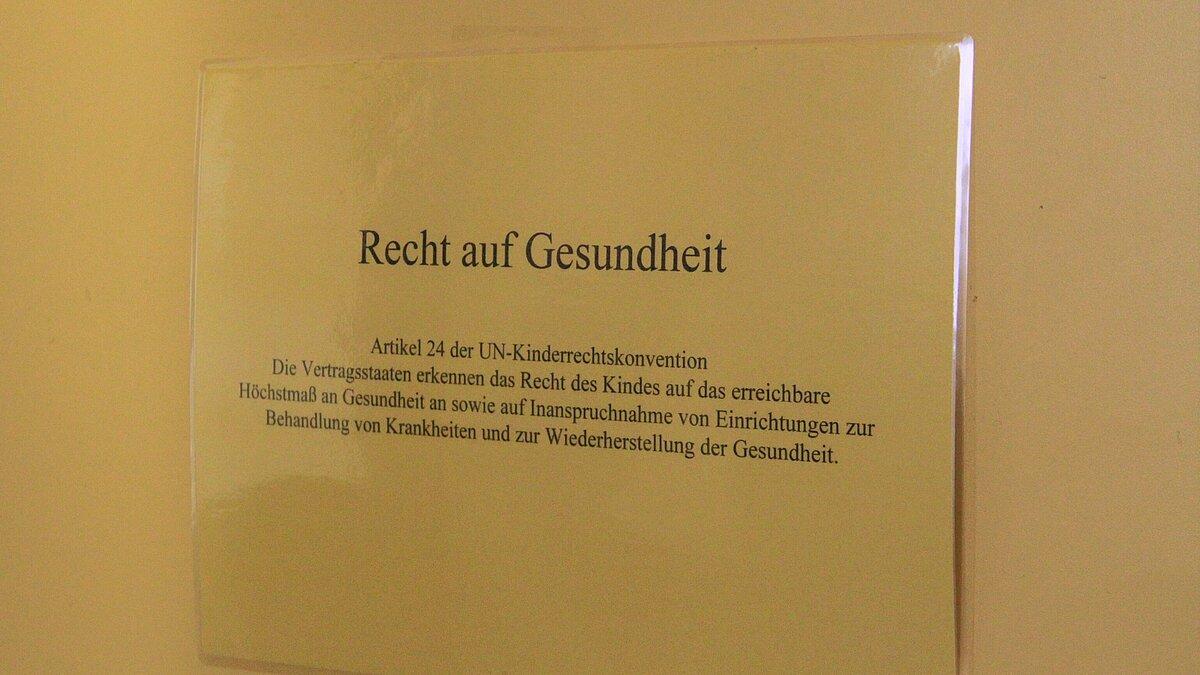 Recht auf Gesundheit
Artikel 24 der UN-Kinderrechtskonvention
Die Vertragsstaaten erkennen das Recht des Kindes auf das erreichbare
Höchstmaß an Gesundheit an sowie auf Inanspruchnahme von Einrichtungen zur
Behandlung von Krankheiten und zur Wiederherstellung der Gesundheit.